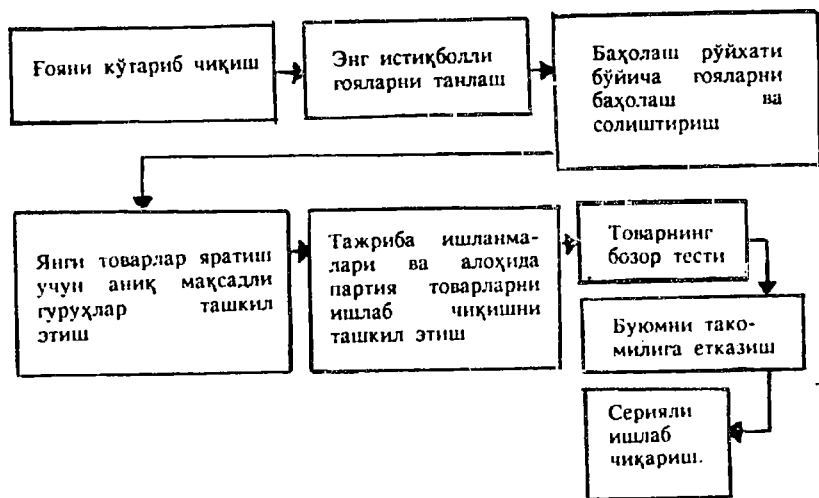 Ғояни кўтариб чиқиш
Энг истиқболли
ғояларни танлаш
Баҳолаш рўйхати
бўйича ғояларни
баҳолаш ва
солиштириш
Янги товарлар яратиш
учун аниқ мақсадли
гуруҳлар ташкил
этиш
Тажриба ишланма-
лари ва алоҳида
партия товарларни
ишлаб чиқишни
ташкил этиш
Товарнинг
бозор тести
Буюмни тако-
милига етказиш
Серияли
ишлаб
чиқариш.